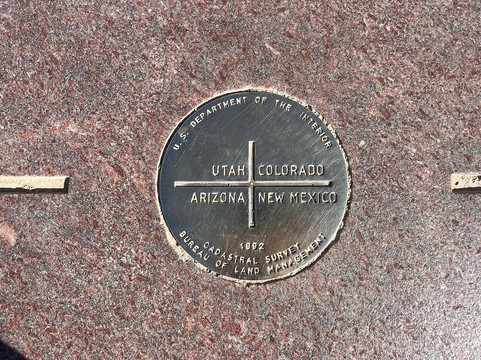 U.S. DEPARTMENT OF THE INTERIOR
UTAH COLORADO
ARIZONA NEW MEXICO
1992
CADASTRAL SURVEY
BUREAU OF LAND MANAGEMENT